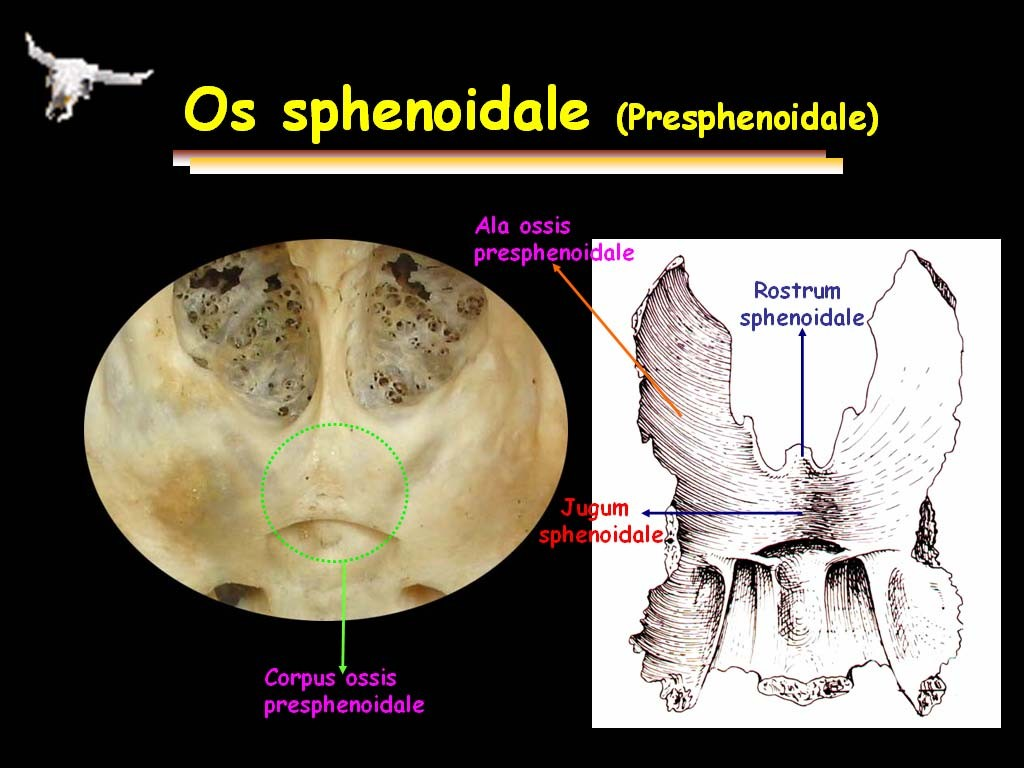 Os sphenoidale (Presphenoidale)
Ala ossis
presphenoidale
Rostrum
sphenoidale
Jugum
sphenoidale
Corpus ossis
presphenoidale